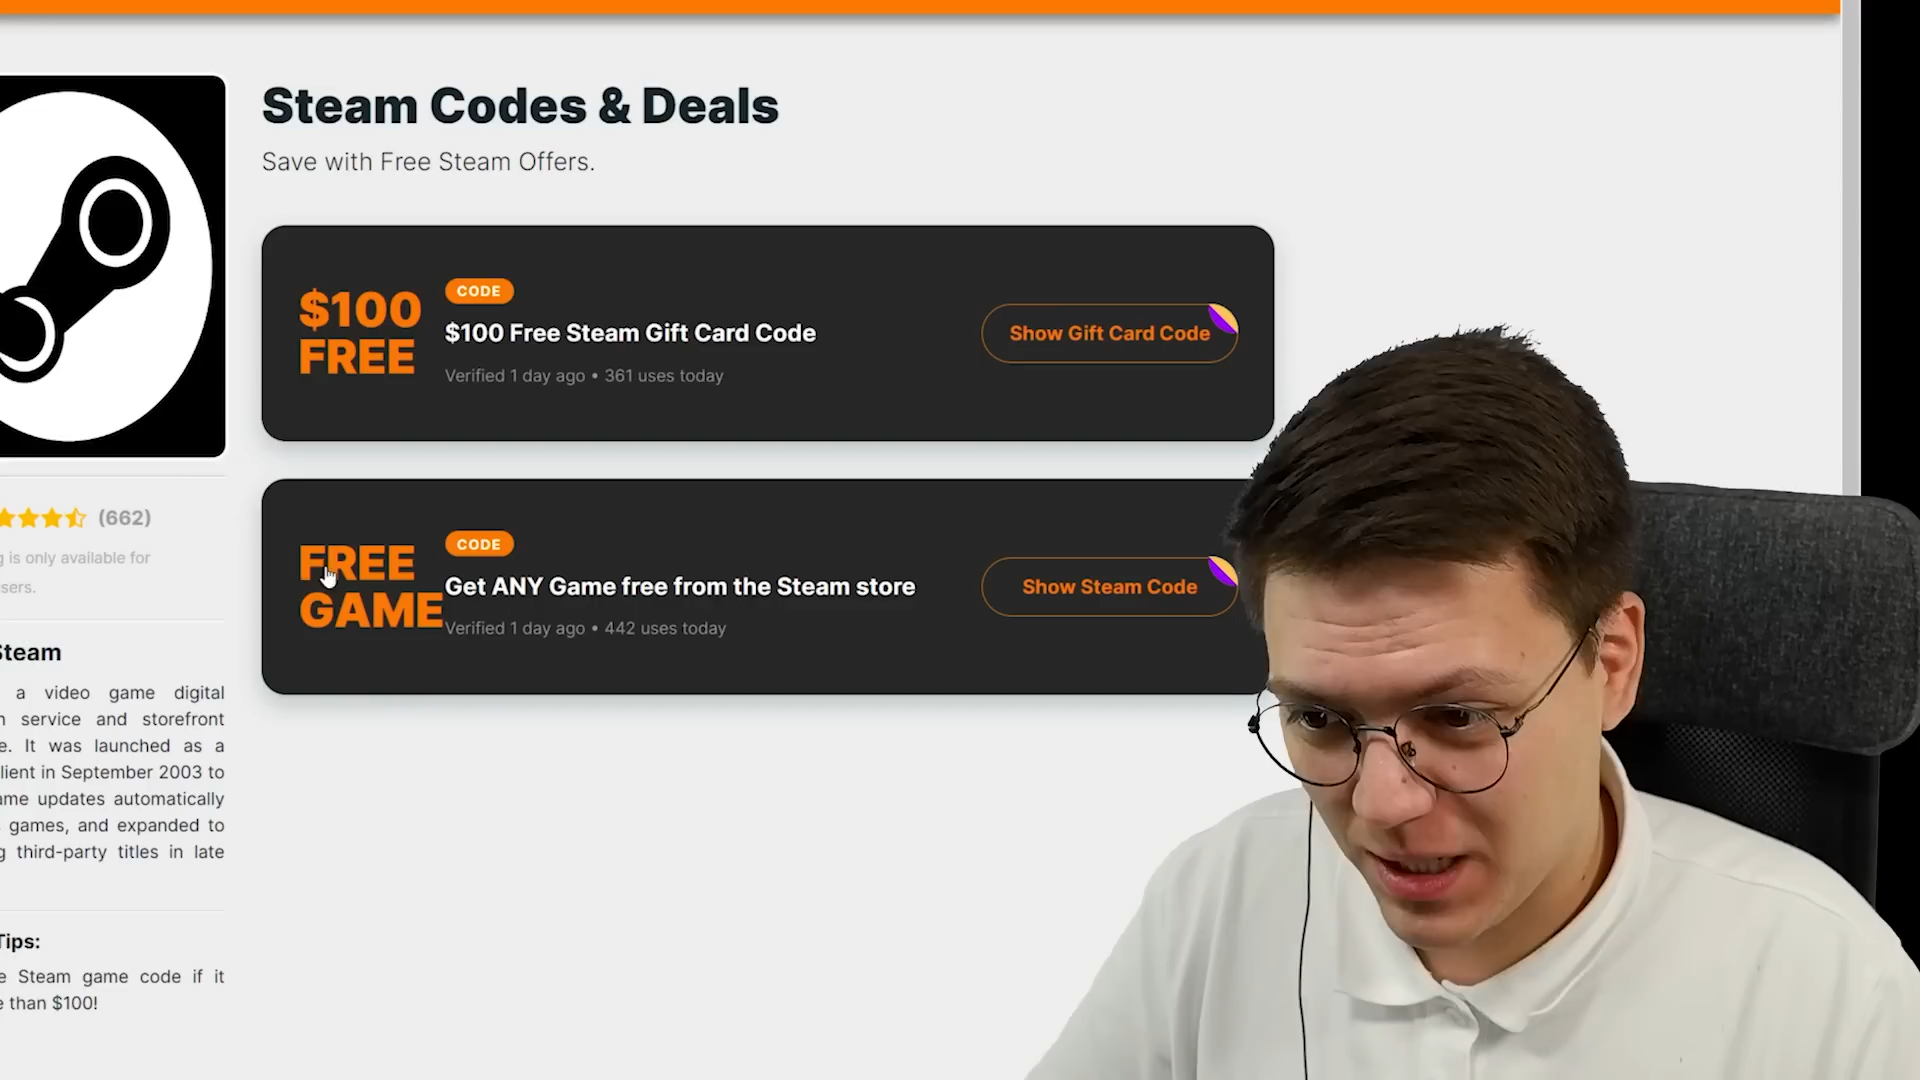 Steam Codes & Deals
Save with Free Steam Offers.
$100
FREE
CODE
$100 Free Steam Gift Card Code
Verified 1 day ago • 361 uses today
Show Gift Card Code
FREE
GAME
CODE
Get ANY Game free from the Steam store
Verified 1 day ago • 442 uses today
Show Steam Code
(662)
g is only available for
sers.
Steam
a video game digital
n service and storefront
e. It was launched as a
lient in September 2003 to
ame updates automatically
games, and expanded to
g third-party titles in late
Tips:
e Steam game code if it
e than $100!